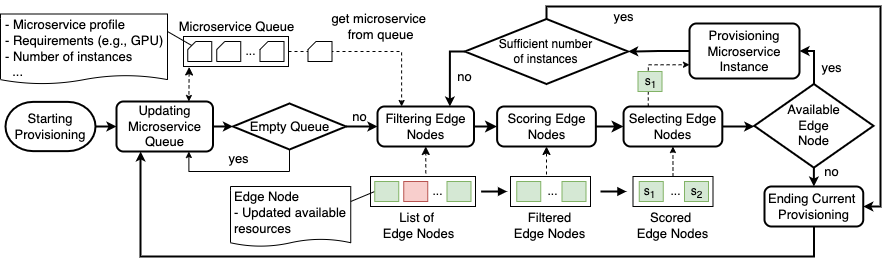 - Microservice profile
- Requirements (e.g., GPU)
- Number of instances
...
Microservice Queue
...
get microservice
from queue
yes
Sufficient number
of instances
no
Provisioning
Microservice
Instance
s1
yes
Starting
Provisioning
Updating
Microservice
Queue
Empty Queue
no
yes
Filtering Edge
Nodes
Scoring Edge
Nodes
Selecting Edge
Nodes
Available
Edge
Node
no
Edge Node
- Updated available
resources
...
List of
Edge Nodes
...
Filtered
Edge Nodes
s1 ... s2
Scored
Edge Nodes
Ending Current
Provisioning